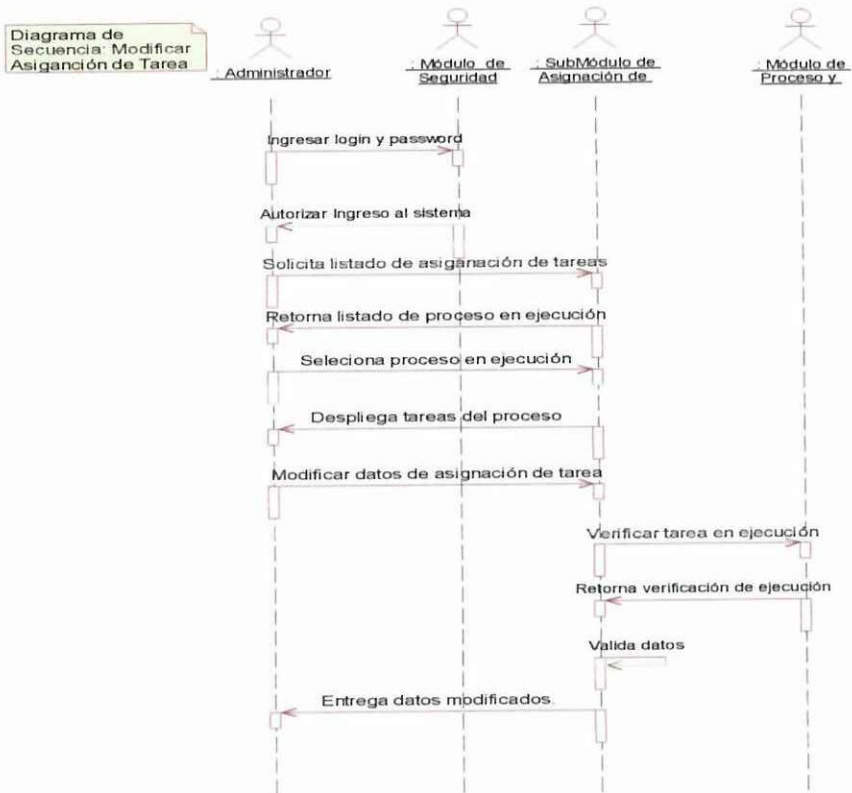 Diagrama de
Secuencia: Modificar
Asiganción de Tarea
: Administrador
: Módulo de
Seguridad
: SubMódulo de
Asignación de
: Módulo de
Proceso y
Ingresar login y password
Autorizar Ingreso al sistema
Solicita listado de asiganación de tareas
Retorna listado de proceso en ejecución
Seleciona proceso en ejecución
Despliega tareas del proceso
Modificar datos de asignación de tarea
Verificar tarea en ejecución
Retorna verificación de ejecución
Valida datos
Entrega datos modificados.